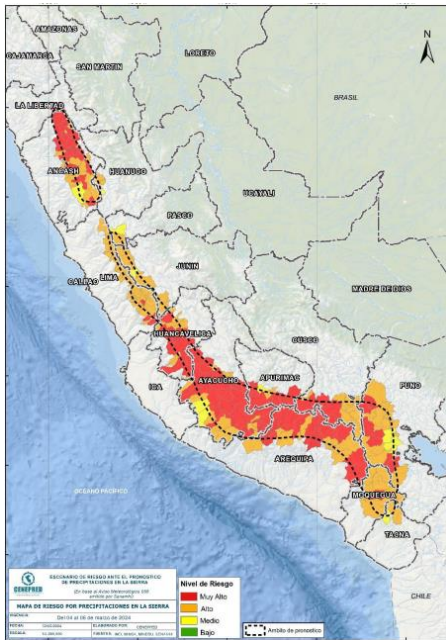 AMAZONAS
CAJAMARCA
LORETO
SAN MARTIN
N
BRASIL
LA LIBERTAD
ANCASH
HUANUCO
UCAYALI
PASCO
JUNIN
LIMA
CALLAO
MADRE DE DIOS
HUANCAVELICA
CUSCO
AYACUCHO
APURIMAC
PUNO
ICA
AREQUIPA
MOQUEGUA
TACNA
OCEANO PACÍFICO
CHILE
CENEPRED
ESCENARIO DE RIESGO ANTE EL PRONÓSTICO
DE PRECIPITACIONES EN LA SIERRA
MAPA DE RIESGO POR PRECIPITACIONES EN LA SIERRA
Nivel de Riesgo
Muy Alto
Alto
Medio
Bajo
Ámbito de pronóstico